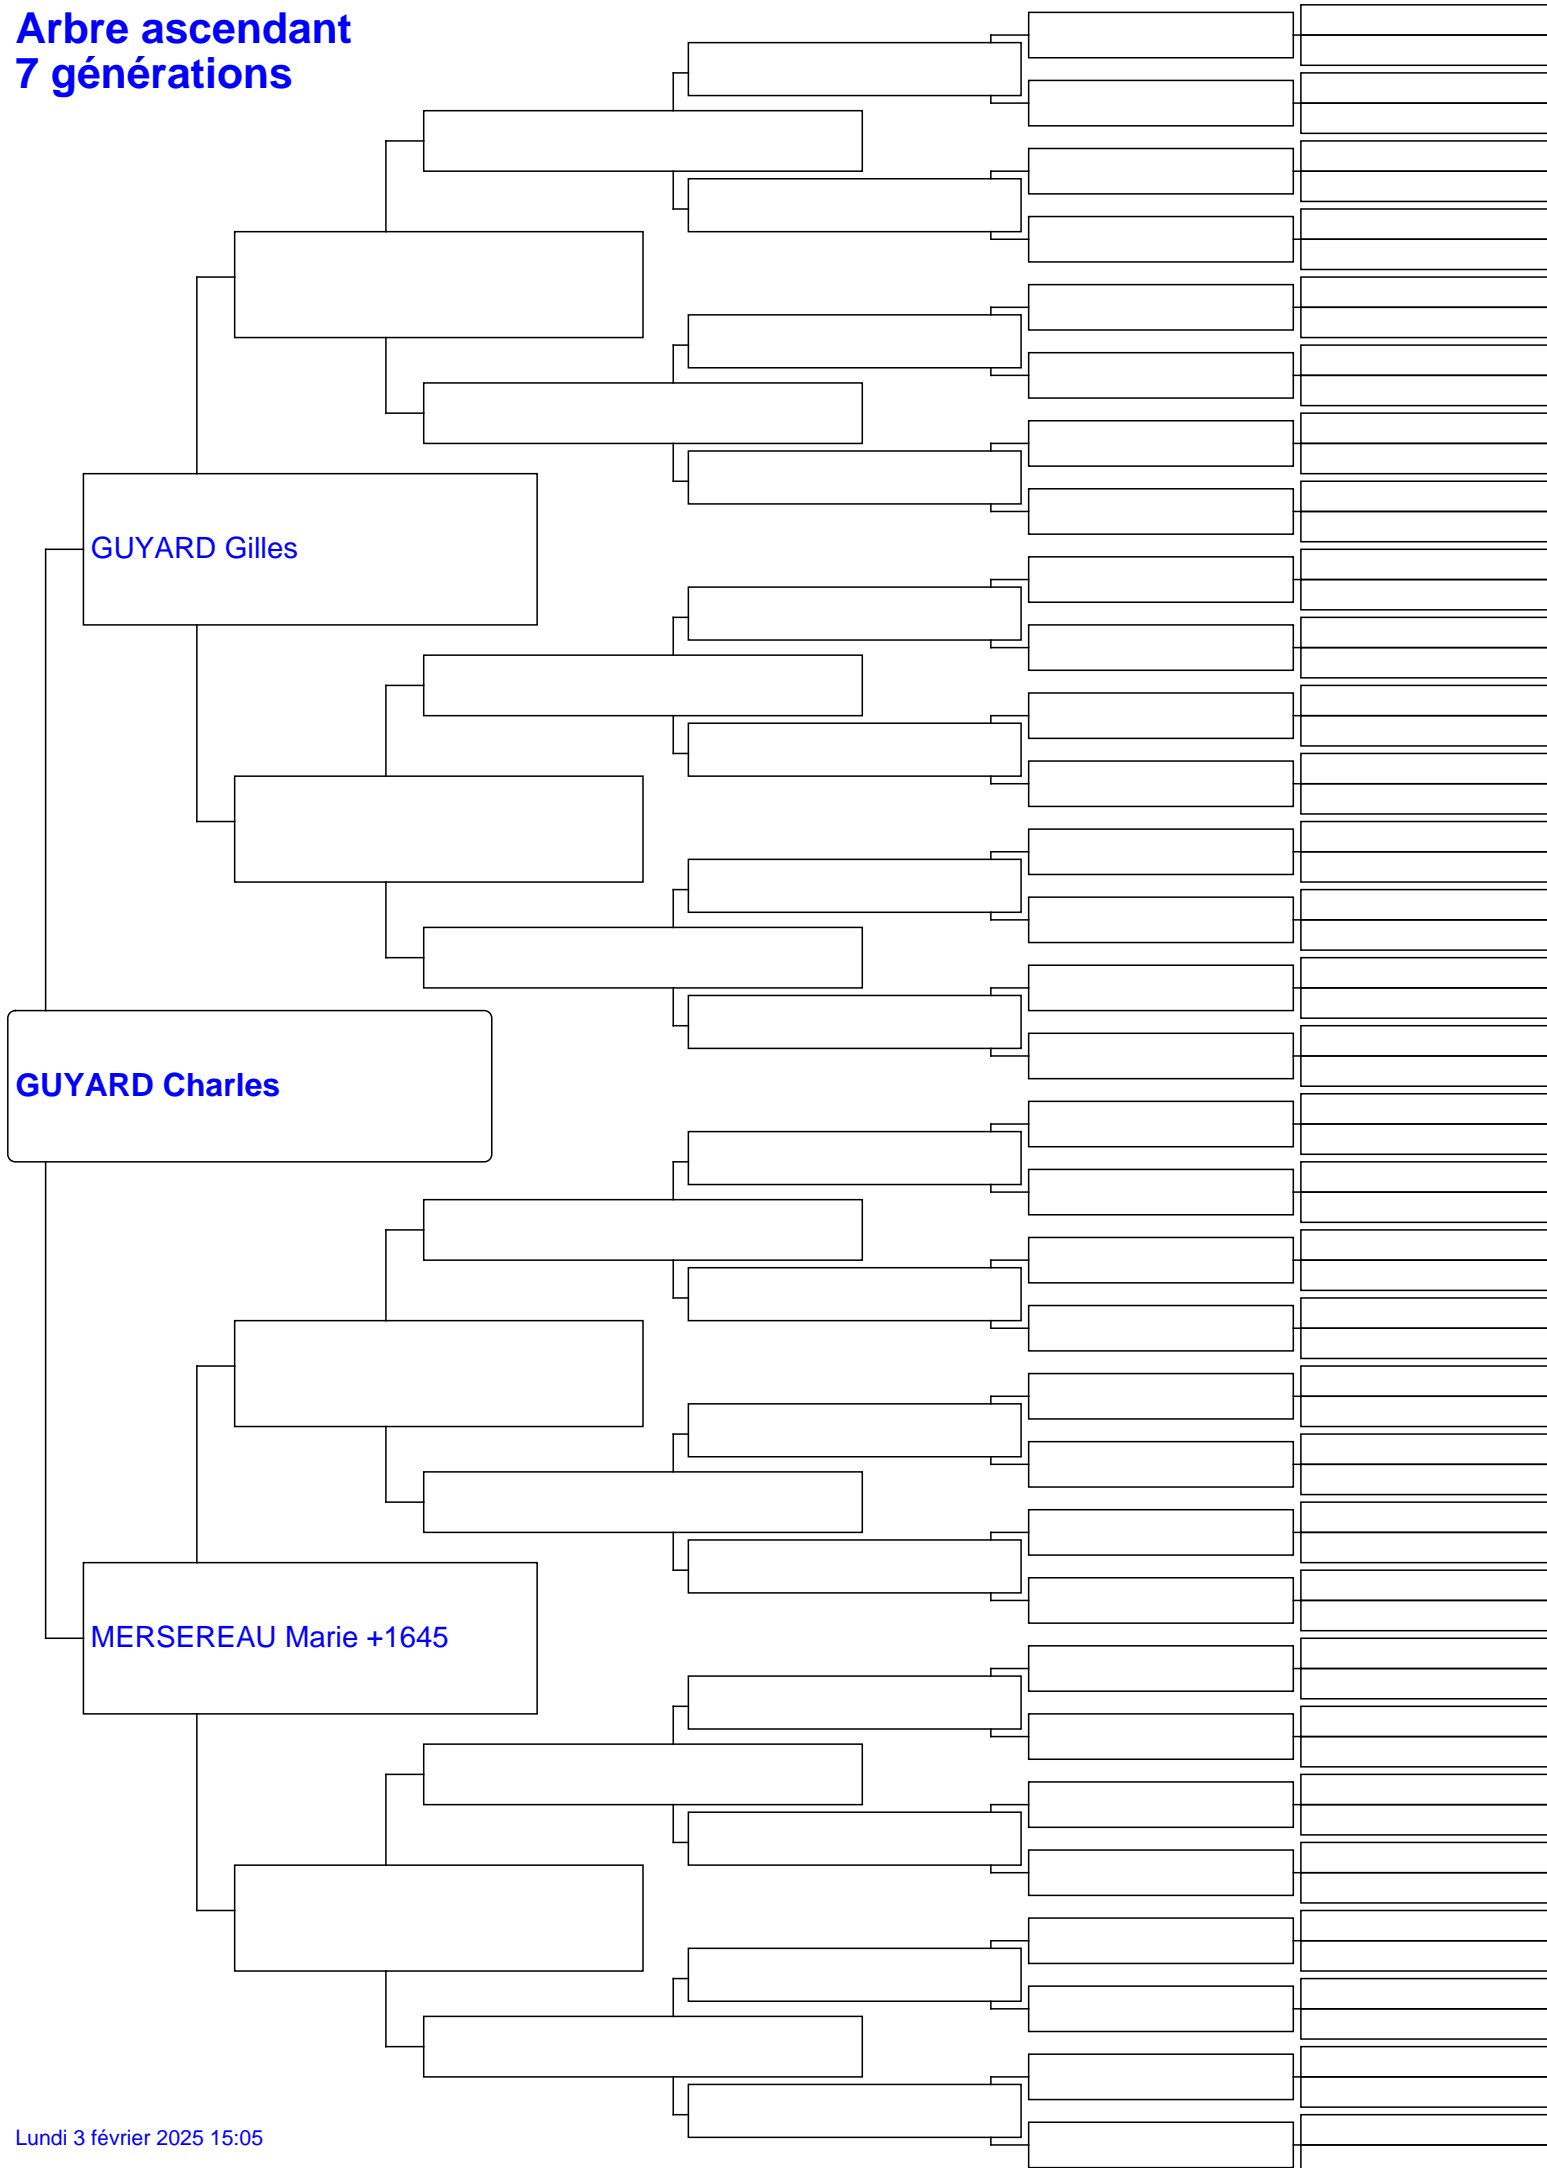 Arbre ascendant
7 générations
GUYARD Gilles
GUYARD Charles
MERSEREAU Marie +1645
Lundi 3 février 2025 15:05